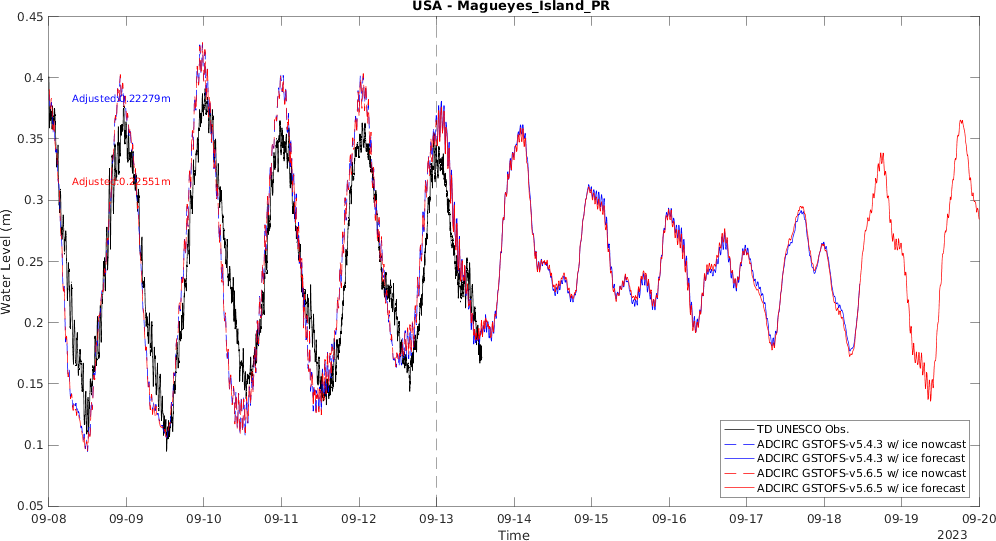 USA - Magueyes_Island_PR
0.45
0.4
0.35
0.3
0.25
0.2
0.15
0.1
0.05
Water Level (m)
Adjusted:0.22279m
Adjusted:0.22551m
TD UNESCO Obs.
ADCIRC GSTOFS-v5.4.3 w/ ice nowcast
ADCIRC GSTOFS-v5.4.3 w/ ice forecast
ADCIRC GSTOFS-v5.6.5 w/ ice nowcast
ADCIRC GSTOFS-v5.6.5 w/ ice forecast
09-08 09-09 09-10 09-11 09-12 09-13 09-14 09-15 09-16 09-17 09-18 09-19 09-20
Time
2023